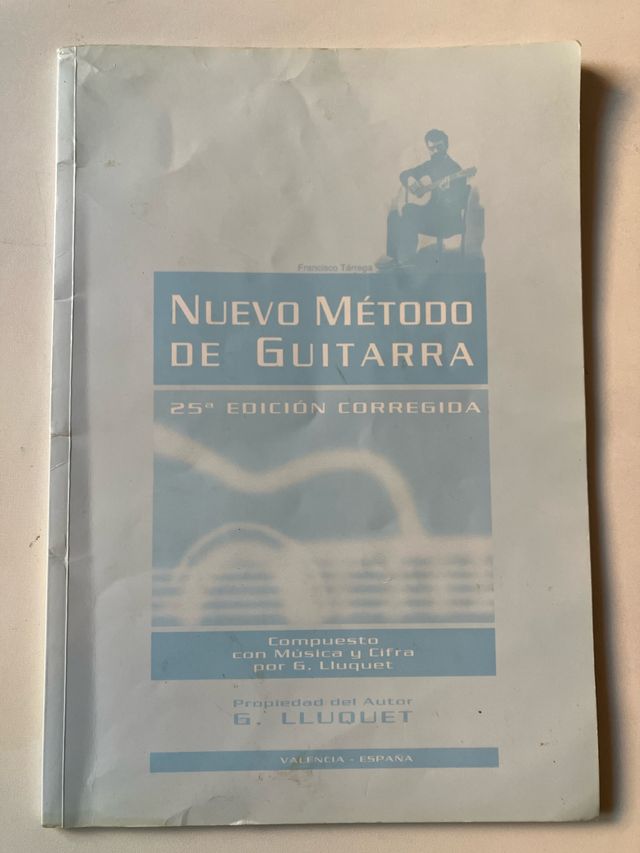 Francisco Tárrega
NUEVO MÉTODO
DE GUITARRA
25ª EDICIÓN CORREGIDA
Compuesto
con Música y Cifra
por G. Lluquet
Propiedad del Autor
G. LLUQUET
VALENCIA - ESPAÑA